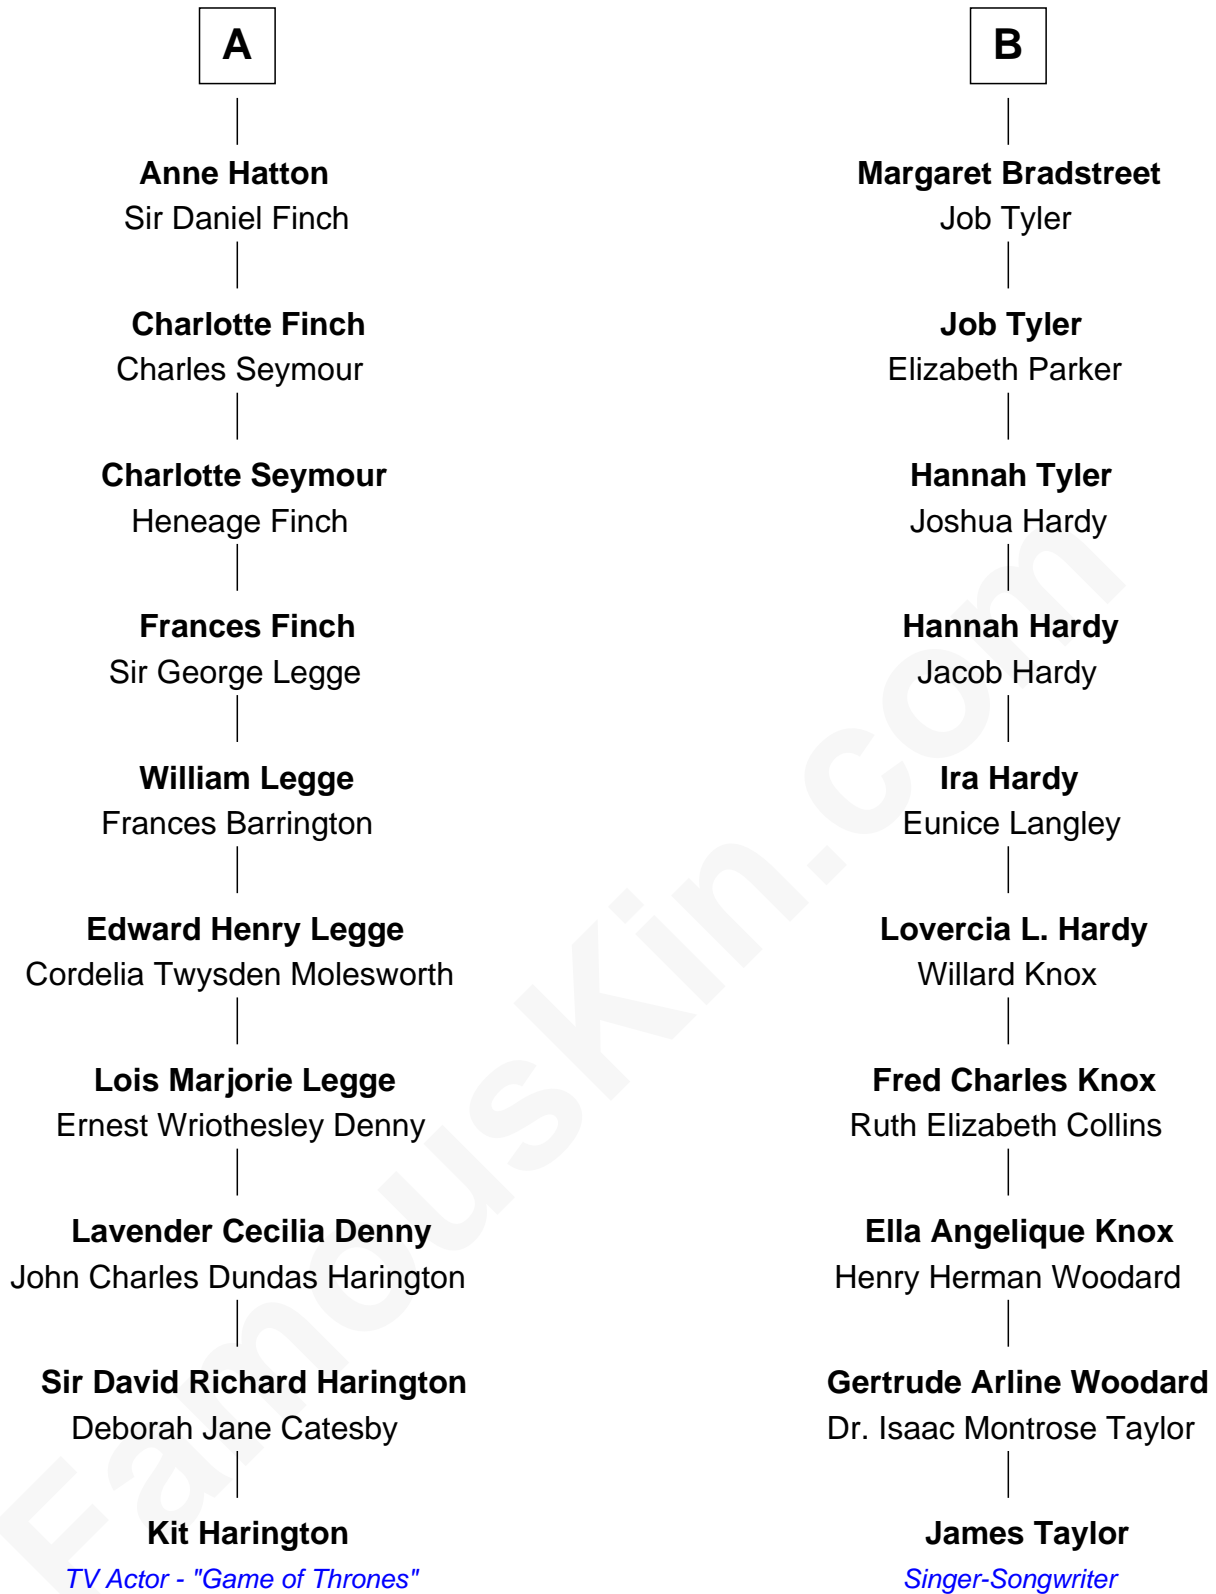 A
Anne Hatton
Sir Daniel Finch
Charlotte Finch
Charles Seymour
Charlotte Seymour
Heneage Finch
Frances Finch
Sir George Legge
William Legge
Frances Barrington
Edward Henry Legge
Cordelia Twysden Molesworth
Lois Marjorie Legge
Ernest Wriothesley Denny
Lavender Cecilia Denny
John Charles Dundas Harington
Sir David Richard Harington
Deborah Jane Catesby
Kit Harington
TV Actor - "Game of Thrones"
B
Margaret Bradstreet
Job Tyler
Job Tyler
Elizabeth Parker
Hannah Tyler
Joshua Hardy
Hannah Hardy
Jacob Hardy
Ira Hardy
Eunice Langley
Lovercia L. Hardy
Willard Knox
Fred Charles Knox
Ruth Elizabeth Collins
Ella Angelique Knox
Henry Herman Woodard
Gertrude Arline Woodard
Dr. Isaac Montrose Taylor
James Taylor
Singer-Songwriter
FamousKin.com